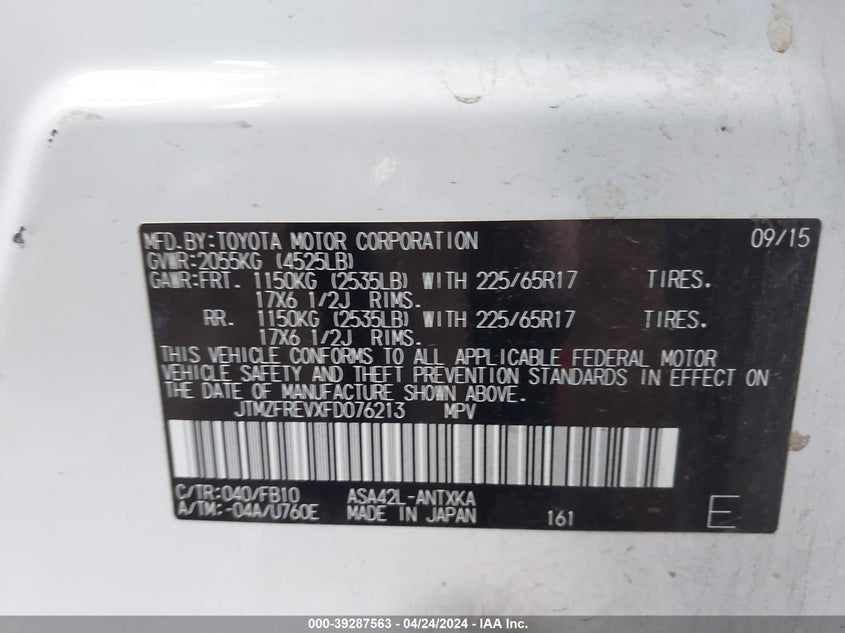 MFD.BY:TOYOTA MOTOR CORPORATION 09/15
GVWR:2055KG (4525LB)
GAWR:FRT. 1150KG (2535LB) WITH 225/65R17 TIRES.
17X6 1/2J RIMS.
RR. 1150KG (2535LB) WITH 225/65R17 TIRES.
17X6 1/2J RIMS.
THIS VEHICLE CONFORMS TO ALL APPLICABLE FEDERAL MOTOR
VEHICLE SAFETY AND THEFT PREVENTION STANDARDS IN EFFECT ON
THE DATE OF MANUFACTURE SHOWN ABOVE.
JTMZFREVXFD076213 MPV
C/TR:040/FB10 ASA42L-ANTXKA
A/TM:-04A/U760E MADE IN JAPAN 161 E
000-39287563 - 04/24/2024 - IAA Inc.